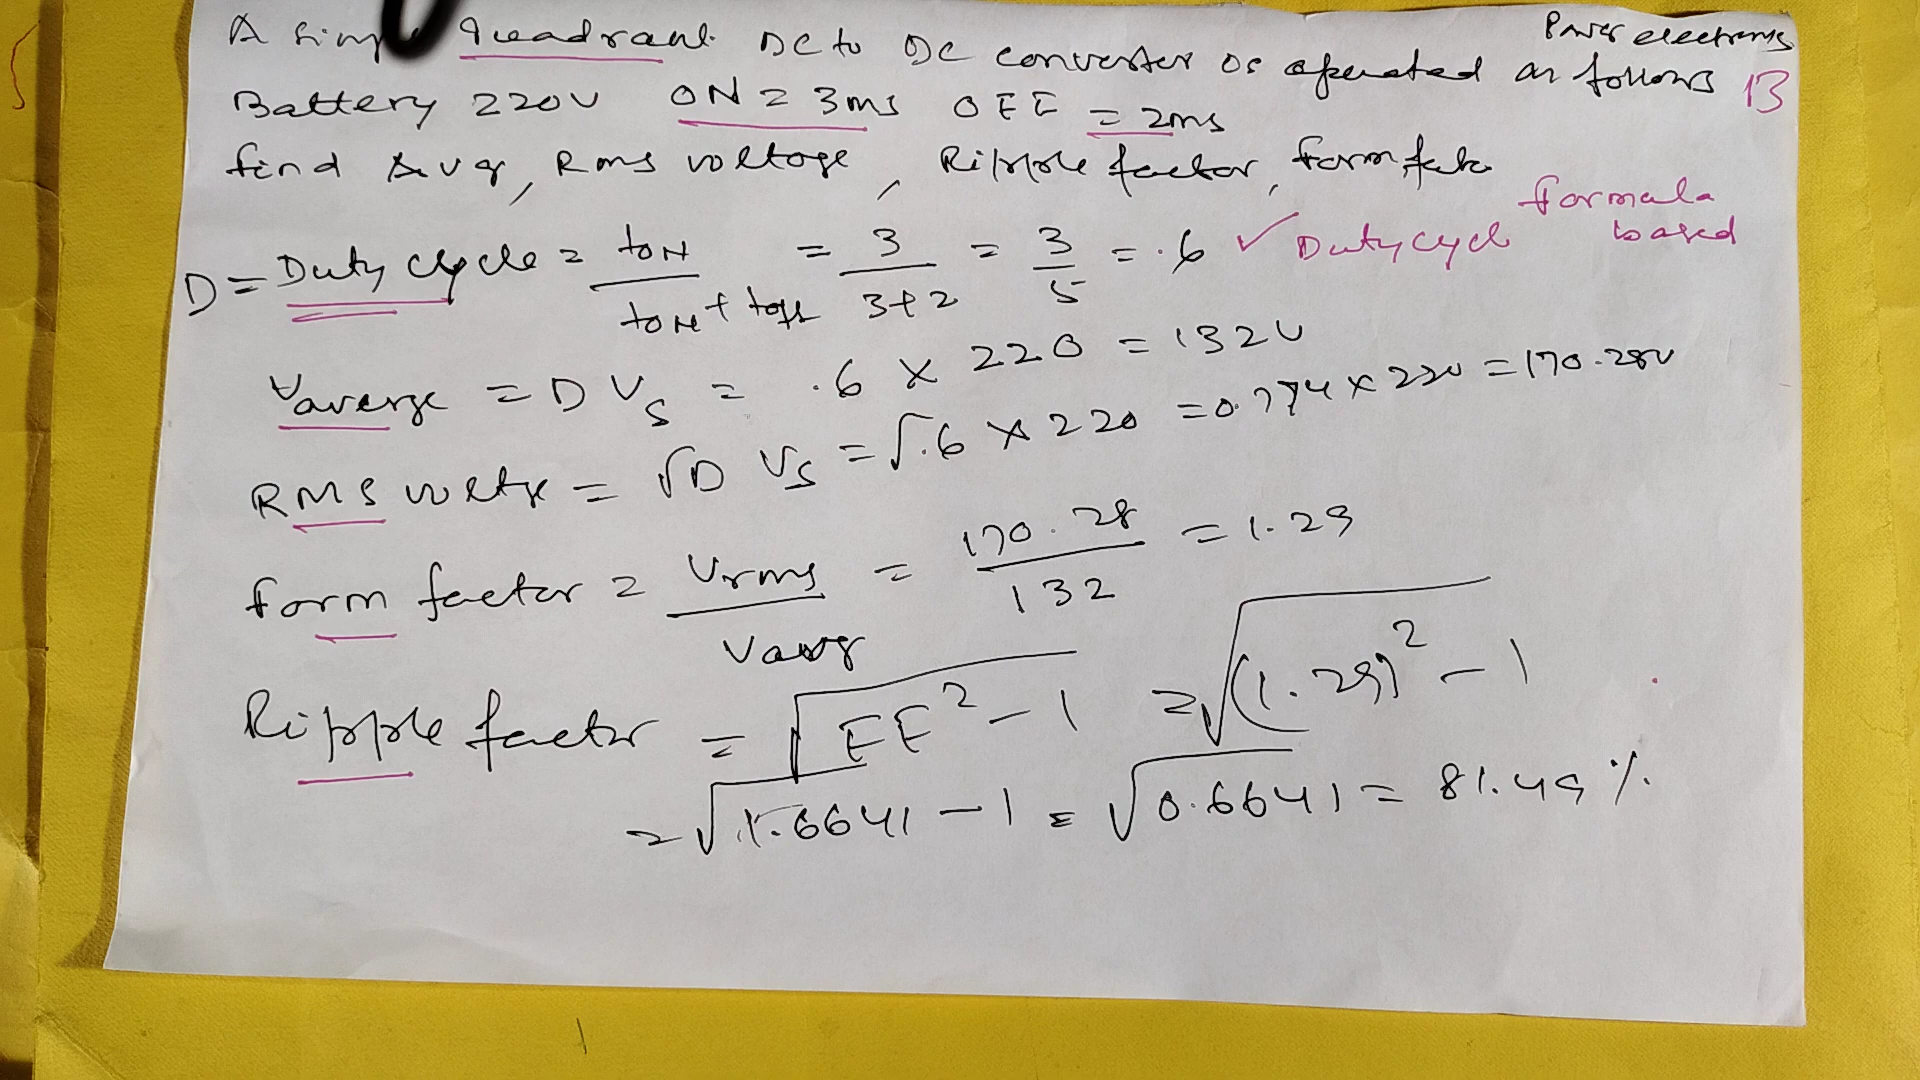 Power electronics
A quadrant DC to DC converter is operated as follows 13
Battery 220V ON = 3ms OFF = 2ms
find Avg, Rms voltage, Ripple factor, form
formula based
D = Duty cycle = tON / (tON + toff) = 3 / (3+2) = 3/5 = .6 ✓ Duty cycle
Vaverge = D Vs = .6 × 220 = 132V
RMS = √D Vs = √.6 × 220 = 0.774 × 220 = 170.28V
form factor = Vrms / Vavg = 170.28 / 132 = 1.29
Ripple factor = √(FF² - 1) = √((1.29)² - 1)
= √(1.6641 - 1) = √0.6641 = 81.49 %